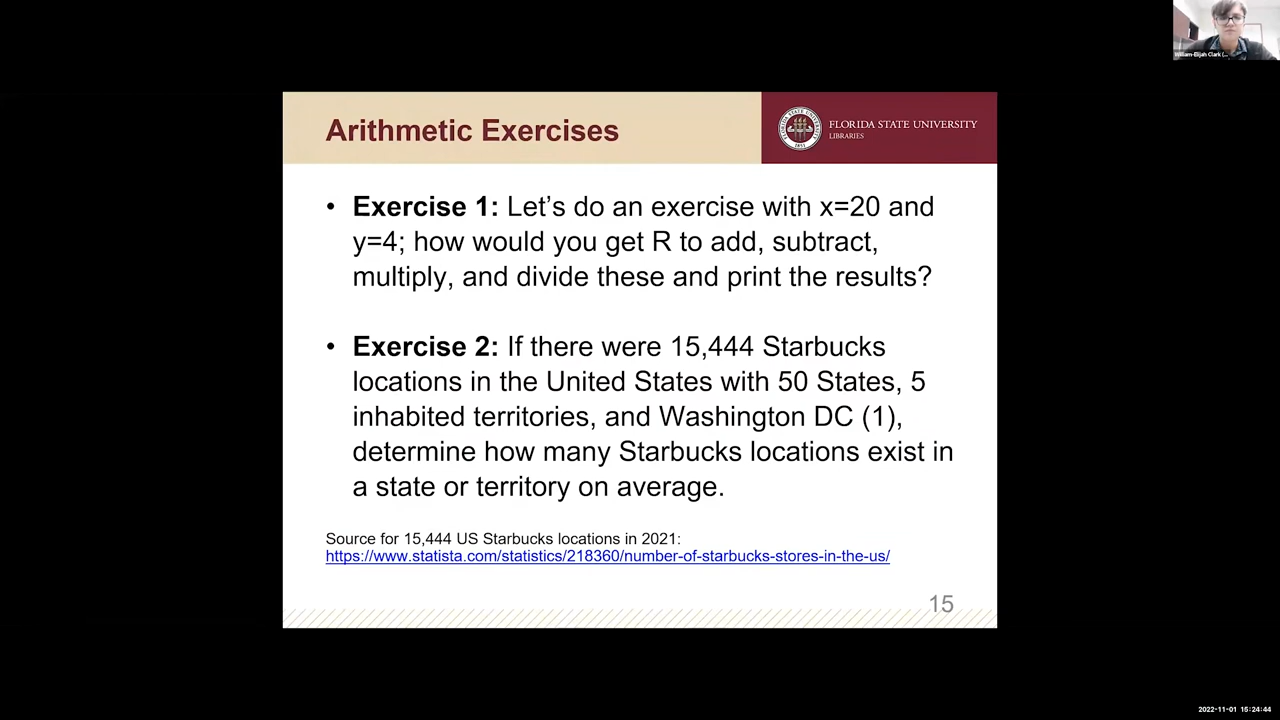 William-Elijah Clark (...
Arithmetic Exercises
FLORIDA STATE UNIVERSITY
LIBRARIES
• Exercise 1: Let’s do an exercise with x=20 and
y=4; how would you get R to add, subtract,
multiply, and divide these and print the results?
• Exercise 2: If there were 15,444 Starbucks
locations in the United States with 50 States, 5
inhabited territories, and Washington DC (1),
determine how many Starbucks locations exist in
a state or territory on average.
Source for 15,444 US Starbucks locations in 2021:
https://www.statista.com/statistics/218360/number-of-starbucks-stores-in-the-us/
15
2022-11-01 15:24:44